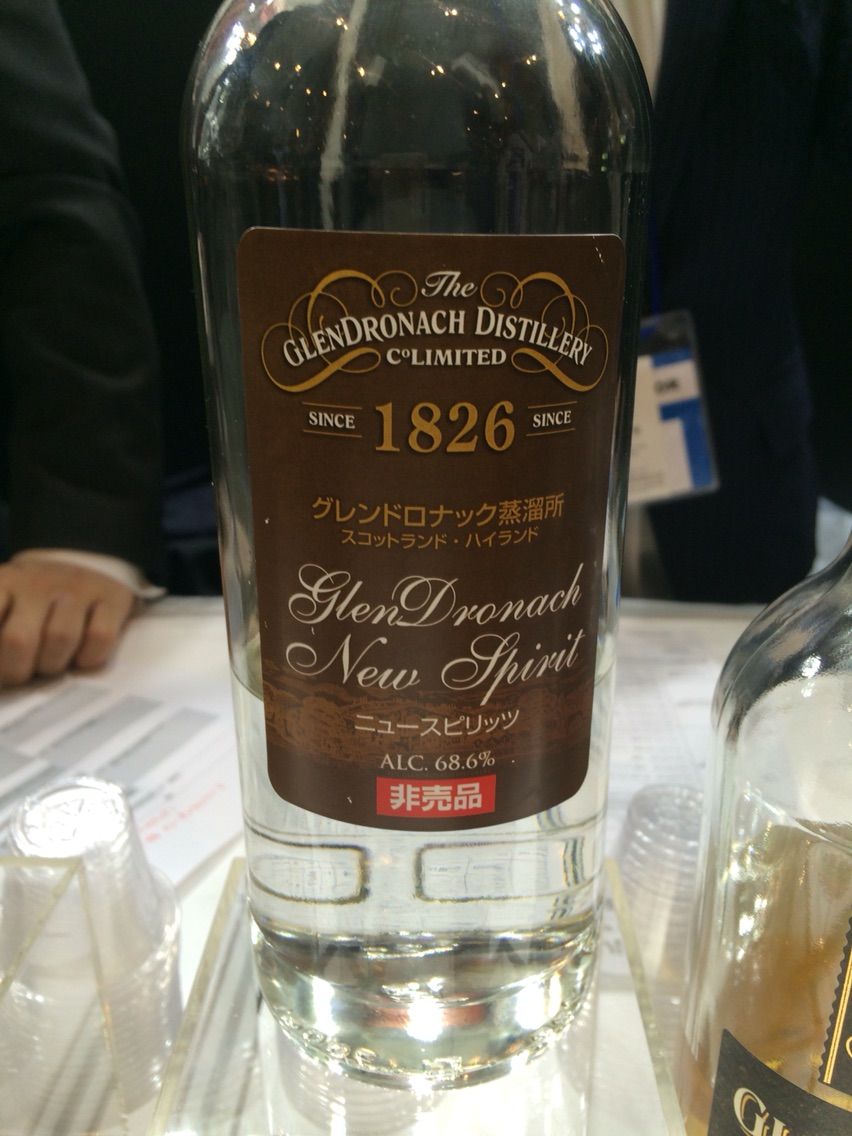 The
GLENDRONACH DISTILLERY
Cº LIMITED
SINCE 1826 SINCE
グレンドロナック蒸溜所
スコットランド・ハイランド
GlenDronach
New Spirit
ニュースピリッツ
ALC. 68.6%
非売品